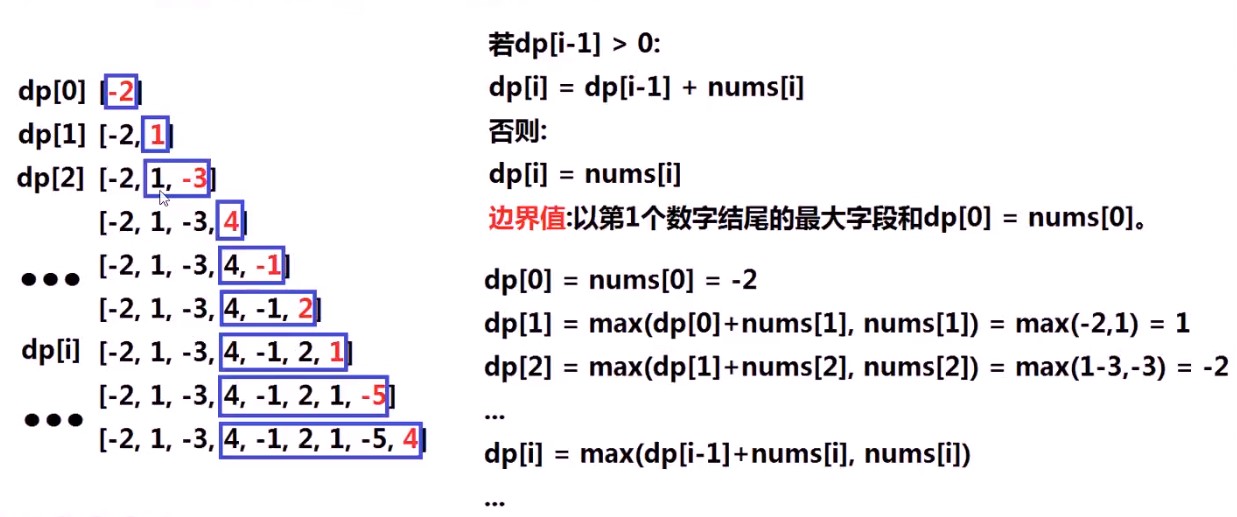 dp[0] [-2]
dp[1] [-2, 1]
dp[2] [-2, 1, -3]
[-2, 1, -3, 4]
[-2, 1, -3, 4, -1]
●●●
[-2, 1, -3, 4, -1, 2]
dp[i] [-2, 1, -3, 4, -1, 2, 1]
[-2, 1, -3, 4, -1, 2, 1, -5]
●●●
[-2, 1, -3, 4, -1, 2, 1, -5, 4]
若dp[i-1] > 0:
dp[i] = dp[i-1] + nums[i]
否则:
dp[i] = nums[i]
边界值:以第1个数字结尾的最大字段和dp[0] = nums[0]。
dp[0] = nums[0] = -2
dp[1] = max(dp[0]+nums[1], nums[1]) = max(-2,1) = 1
dp[2] = max(dp[1]+nums[2], nums[2]) = max(1-3,-3) = -2
...
dp[i] = max(dp[i-1]+nums[i], nums[i])
...